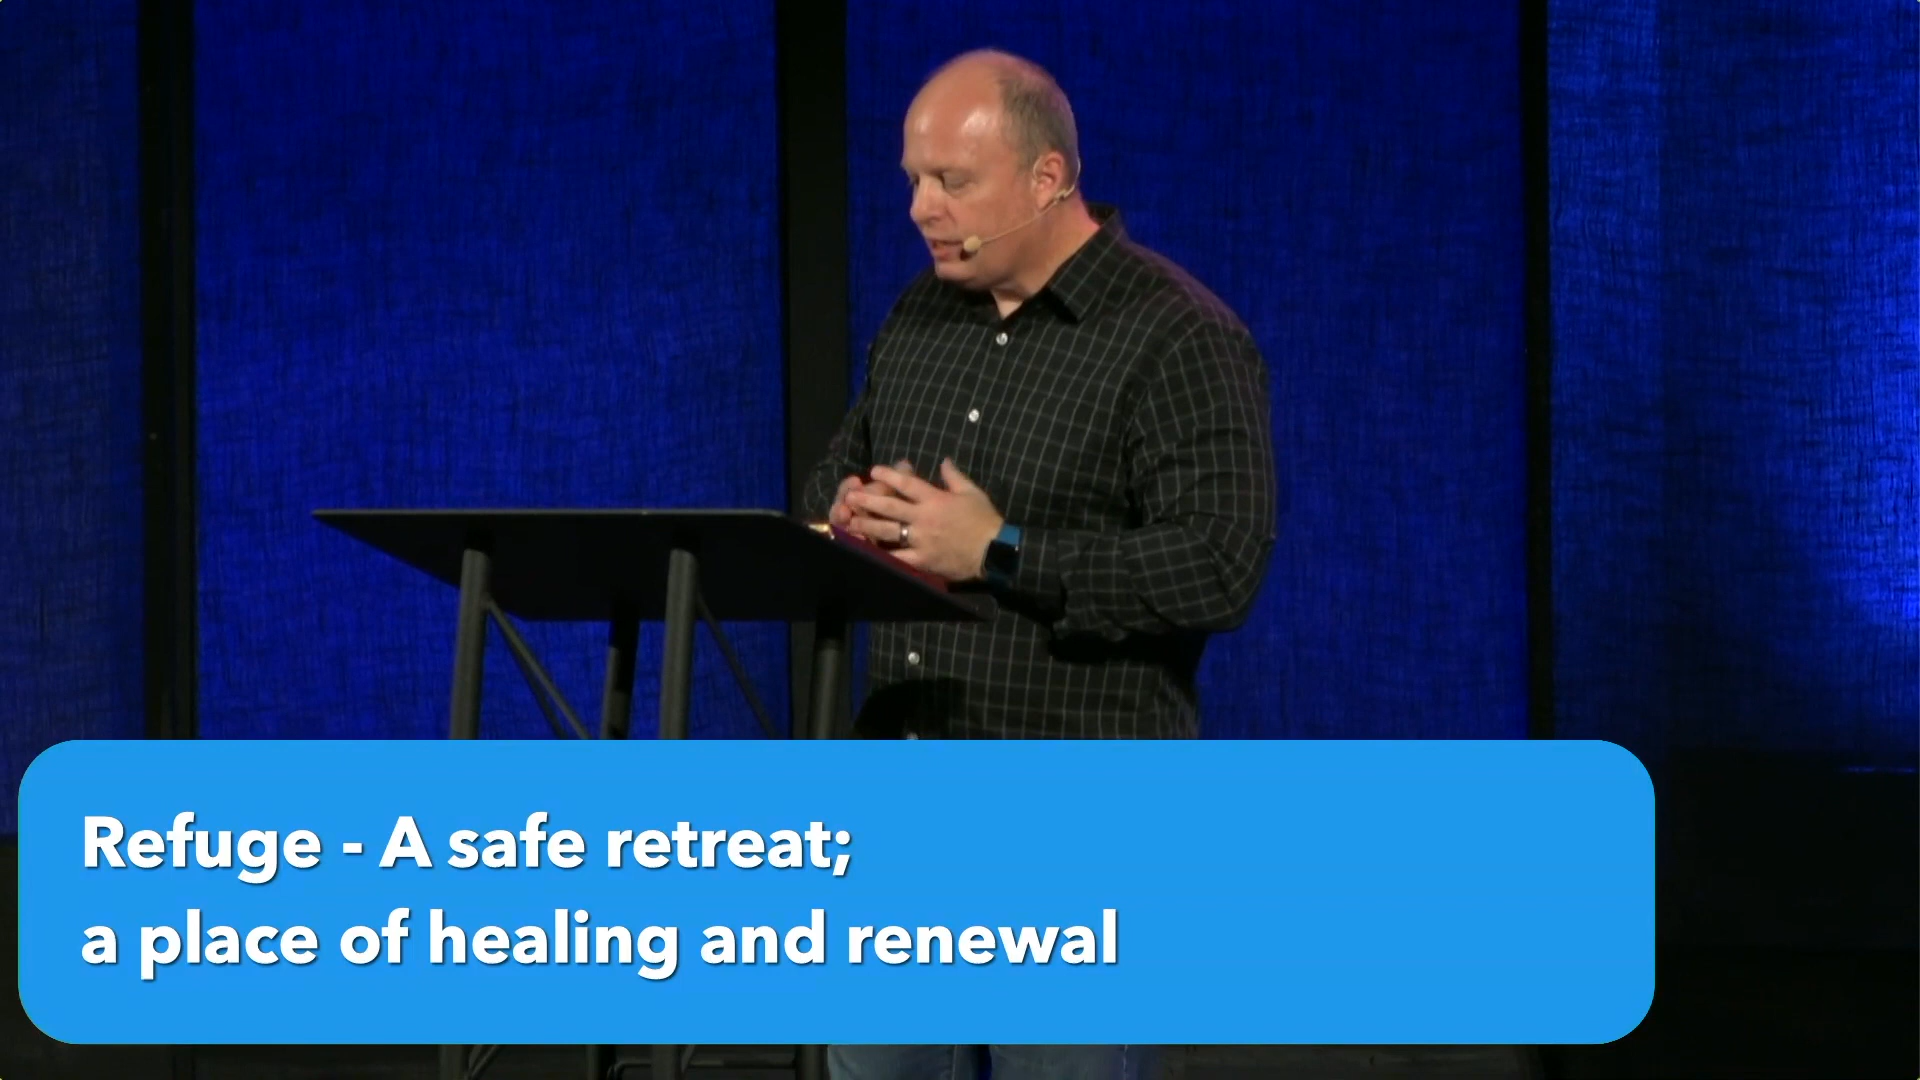 Refuge - A safe retreat;
a place of healing and renewal